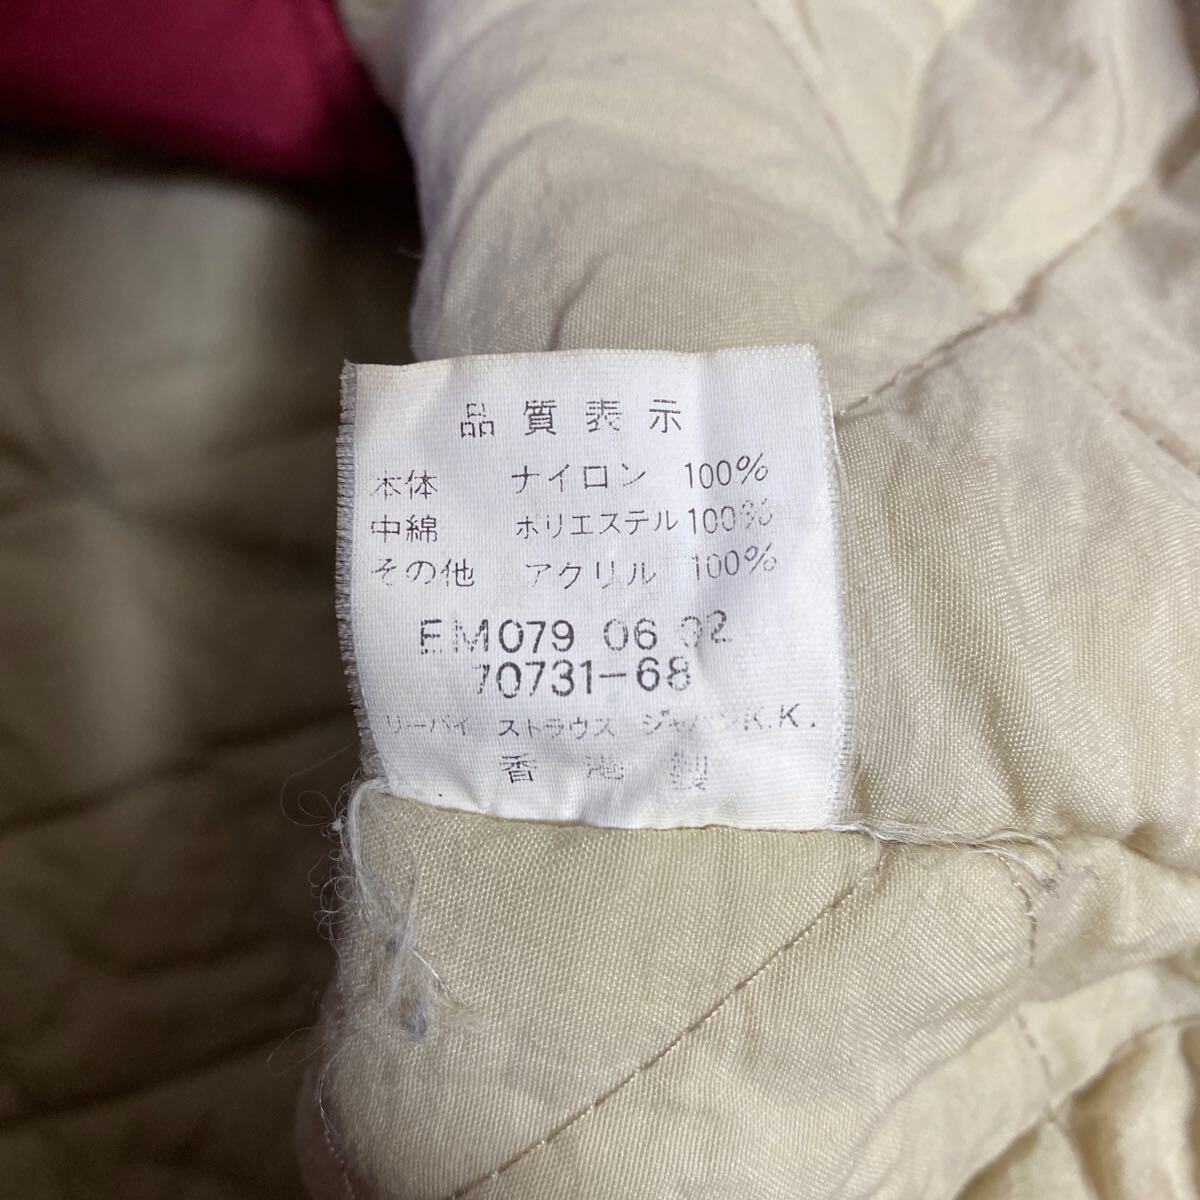 品質表示
本体 ナイロン 100%
中綿 ポリエステル 100%
その他 アクリル 100%
EM079 06 02
70731-68
リーバイ ストラウス ジャパンK.K.
香港製